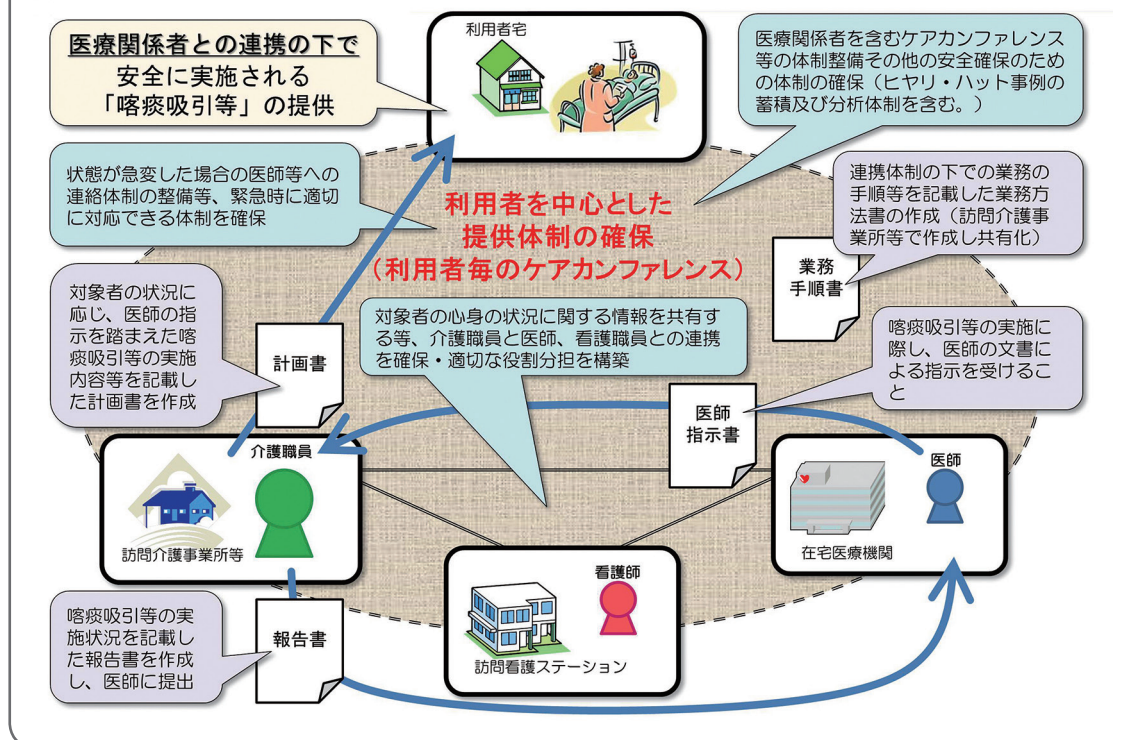 医療関係者との連携の下で
安全に実施される
「喀痰吸引等」の提供
利用者宅
医療関係者を含むケアカンファレンス
等の体制整備その他の安全確保のため
の体制の確保（ヒヤリ・ハット事例の
蓄積及び分析体制を含む。）
状態が急変した場合の医師等への
連絡体制の整備等、緊急時に適切
に対応できる体制を確保
利用者を中心とした
提供体制の確保
（利用者毎のケアカンファレンス）
連携体制の下での業務の
手順等を記載した業務方
法書の作成（訪問介護事
業所等で作成し共有化）
業務
手順書
対象者の状況に
応じ、医師の指
示を踏まえた喀
痰吸引等の実施
内容等を記載し
た計画書を作成
計画書
対象者の心身の状況に関する情報を共有す
る等、介護職員と医師、看護職員との連携
を確保・適切な役割分担を構築
喀痰吸引等の実施に
際し、医師の文書に
よる指示を受けるこ
と
医師
指示書
介護職員
訪問介護事業所等
医師
在宅医療機関
看護師
訪問看護ステーション
喀痰吸引等の実
施状況を記載し
た報告書を作成
し、医師に提出
報告書